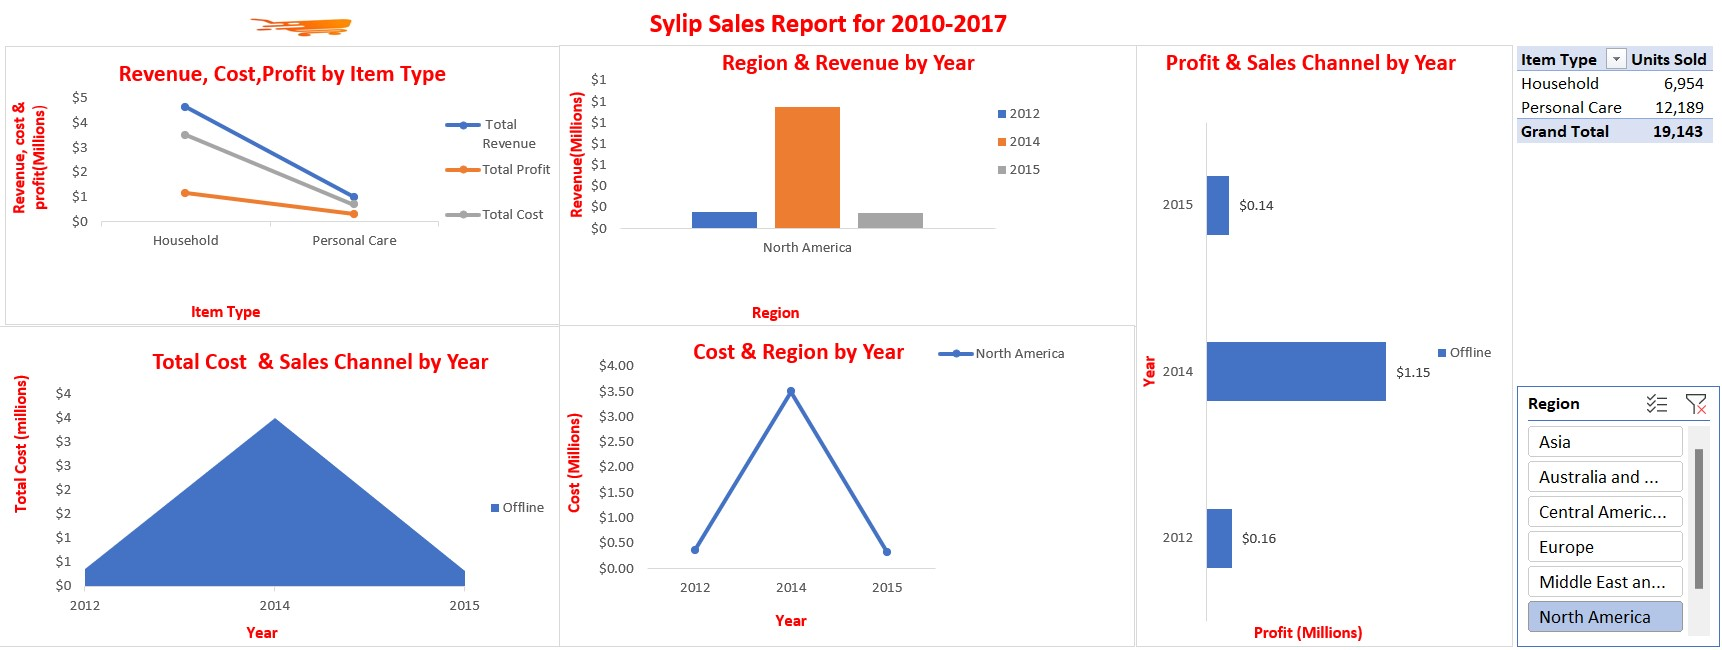 Sylip Sales Report for 2010-2017
Revenue, Cost,Profit by Item Type
Revenue, cost &
profit(Millions)
$5
$4
$3
$2
$1
$0
Household
Personal Care
Total
Revenue
Total Profit
Total Cost
Item Type
Region & Revenue by Year
Revenue(Millions)
$1
$1
$1
$1
$1
$0
$0
$0
North America
2012
2014
2015
Region
Profit & Sales Channel by Year
Year
2015
$0.14
2014
$1.15
2012
$0.16
Offline
Profit (Millions)
Item Type Units Sold
Household 6,954
Personal Care 12,189
Grand Total 19,143
Total Cost & Sales Channel by Year
Total Cost (millions)
$4
$4
$3
$3
$2
$2
$1
$1
$0
2012
2014
2015
Offline
Year
Cost & Region by Year
North America
Cost (Millions)
$4.00
$3.50
$3.00
$2.50
$2.00
$1.50
$1.00
$0.50
$0.00
2012
2014
2015
Year
Region
Asia
Australia and ...
Central Americ...
Europe
Middle East an...
North America